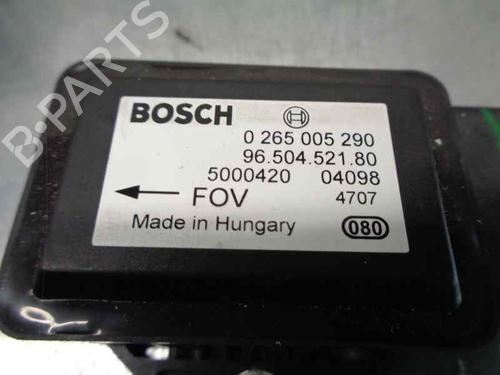 BOSCH
0 265 005 290
96.504.521.80
5000420 04098
FOV 4707
Made in Hungary 080
B-PARTS